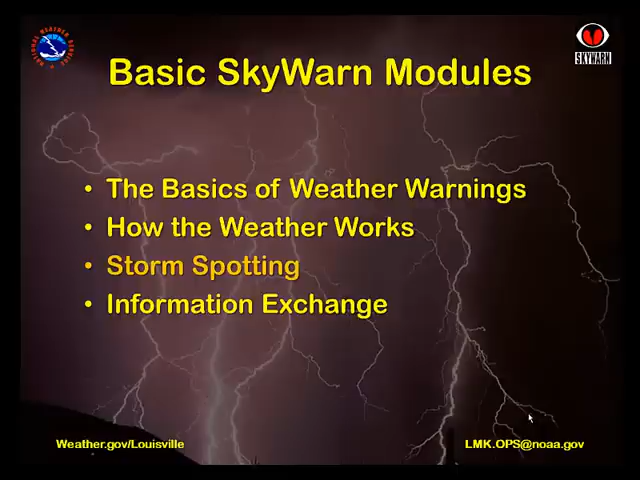 Basic SkyWarn Modules
SKYWARN
• The Basics of Weather Warnings
• How the Weather Works
• Storm Spotting
• Information Exchange
Weather.gov/Louisville
LMK.OPS@noaa.gov